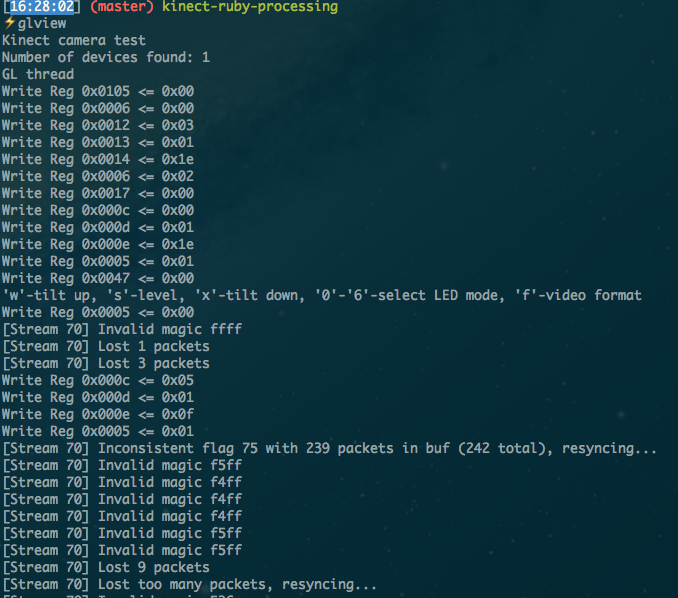 [16:28:02] (master) kinect-ruby-processing
⚡glview
Kinect camera test
Number of devices found: 1
GL thread
Write Reg 0x0105 <= 0x00
Write Reg 0x0006 <= 0x00
Write Reg 0x0012 <= 0x03
Write Reg 0x0013 <= 0x01
Write Reg 0x0014 <= 0x1e
Write Reg 0x0006 <= 0x02
Write Reg 0x0017 <= 0x00
Write Reg 0x000c <= 0x00
Write Reg 0x000d <= 0x01
Write Reg 0x000e <= 0x1e
Write Reg 0x0005 <= 0x01
Write Reg 0x0047 <= 0x00
'w'-tilt up, 's'-level, 'x'-tilt down, '0'-'6'-select LED mode, 'f'-video format
Write Reg 0x0005 <= 0x00
[Stream 70] Invalid magic ffff
[Stream 70] Lost 1 packets
[Stream 70] Lost 3 packets
Write Reg 0x000c <= 0x05
Write Reg 0x000d <= 0x01
Write Reg 0x000e <= 0x0f
Write Reg 0x0005 <= 0x01
[Stream 70] Inconsistent flag 75 with 239 packets in buf (242 total), resyncing...
[Stream 70] Invalid magic f5ff
[Stream 70] Invalid magic f4ff
[Stream 70] Invalid magic f4ff
[Stream 70] Invalid magic f4ff
[Stream 70] Invalid magic f5ff
[Stream 70] Invalid magic f5ff
[Stream 70] Lost 9 packets
[Stream 70] Lost too many packets, resyncing...